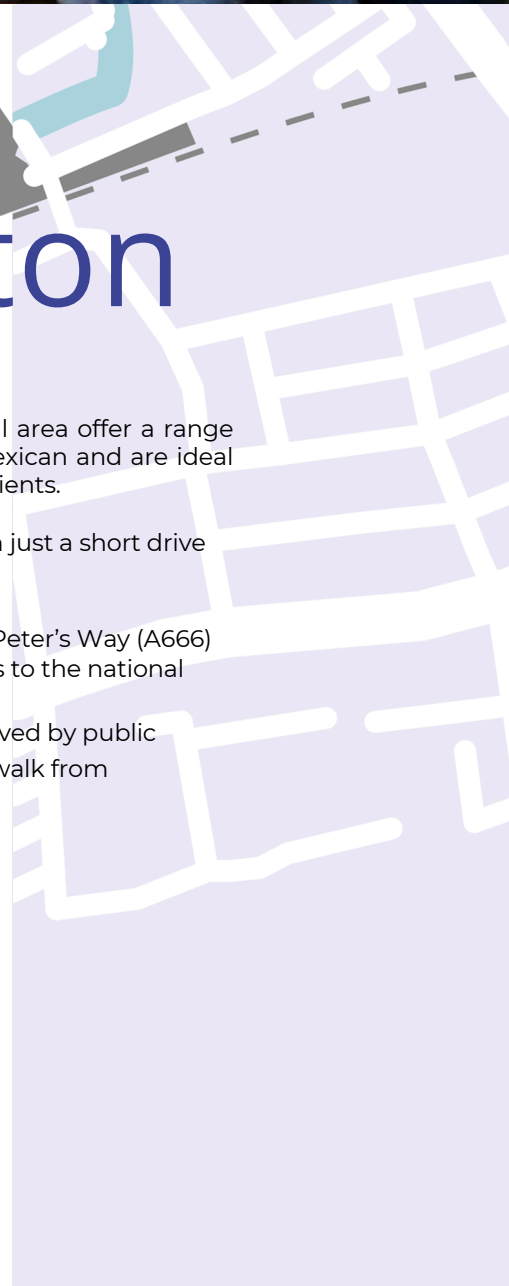 ton
l area offer a range
exican and are ideal
ients.
just a short drive
Peter's Way (A666)
s to the national
ved by public
walk from